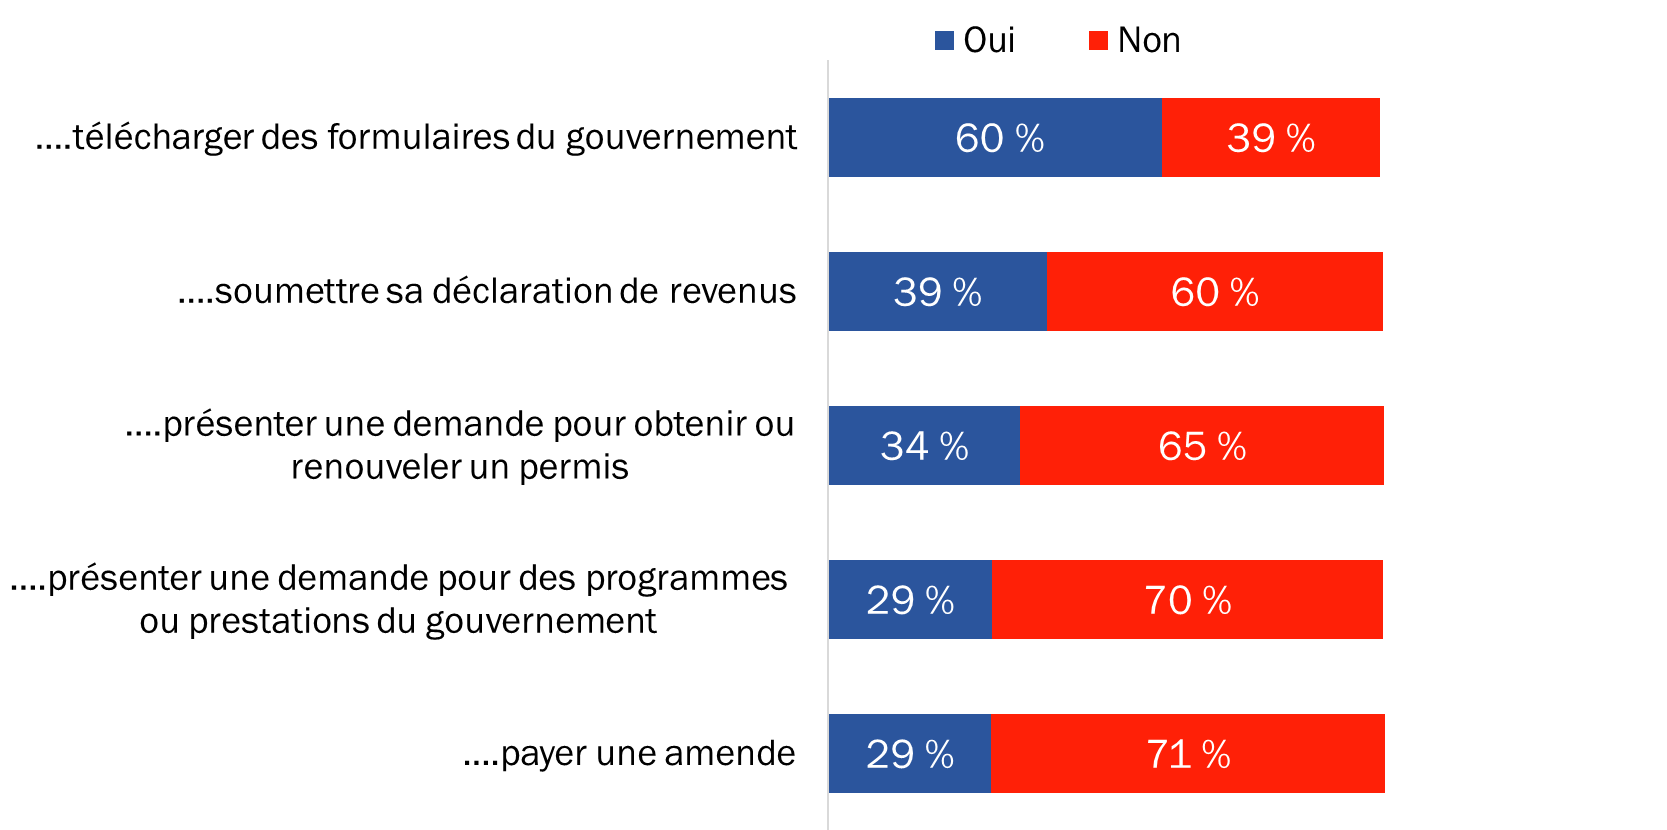 Oui Non
....télécharger des formulaires du gouvernement 60 % 39 %
....soumettre sa déclaration de revenus 39 % 60 %
....présenter une demande pour obtenir ou
renouveler un permis 34 % 65 %
....présenter une demande pour des programmes
ou prestations du gouvernement 29 % 70 %
....payer une amende 29 % 71 %